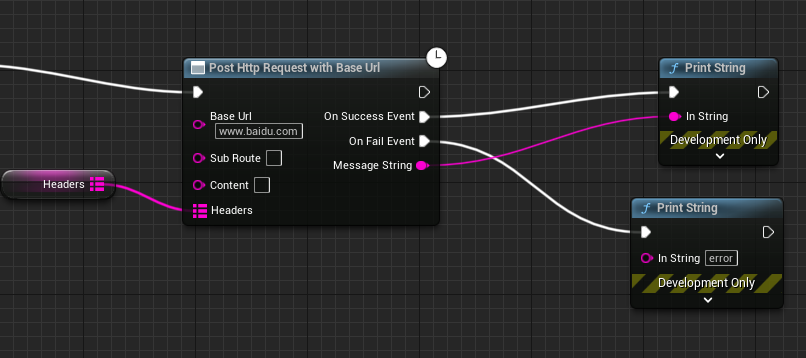 Post Http Request with Base Url
Base Url
www.baidu.com
Sub Route
Content
Headers
On Success Event
On Fail Event
Message String
Headers
Print String
In String
Development Only
Print String
In String error
Development Only